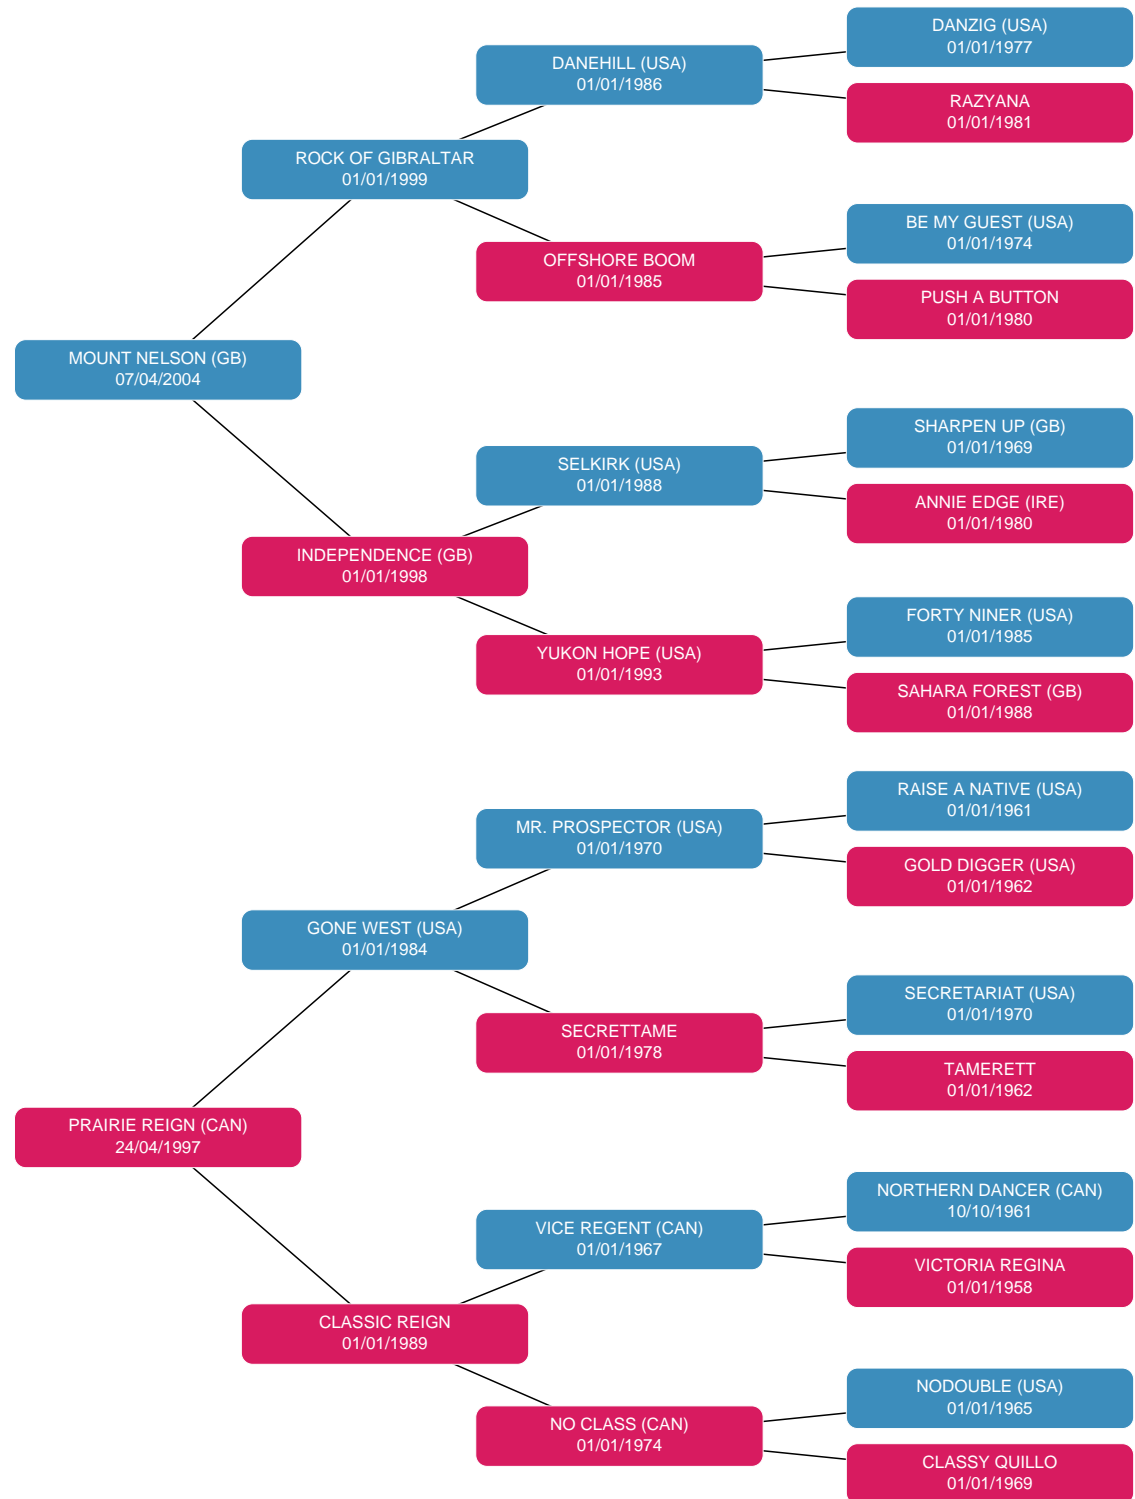 DANZIG (USA)
01/01/1977
DANEHILL (USA)
01/01/1986
RAZYANA
01/01/1981
ROCK OF GIBRALTAR
01/01/1999
BE MY GUEST (USA)
01/01/1974
OFFSHORE BOOM
01/01/1985
PUSH A BUTTON
01/01/1980
MOUNT NELSON (GB)
07/04/2004
SHARPEN UP (GB)
01/01/1969
SELKIRK (USA)
01/01/1988
ANNIE EDGE (IRE)
01/01/1980
INDEPENDENCE (GB)
01/01/1998
FORTY NINER (USA)
01/01/1985
YUKON HOPE (USA)
01/01/1993
SAHARA FOREST (GB)
01/01/1988
RAISE A NATIVE (USA)
01/01/1961
MR. PROSPECTOR (USA)
01/01/1970
GOLD DIGGER (USA)
01/01/1962
GONE WEST (USA)
01/01/1984
SECRETARIAT (USA)
01/01/1970
SECRETTAME
01/01/1978
TAMERETT
01/01/1962
PRAIRIE REIGN (CAN)
24/04/1997
NORTHERN DANCER (CAN)
10/10/1961
VICE REGENT (CAN)
01/01/1967
VICTORIA REGINA
01/01/1958
CLASSIC REIGN
01/01/1989
NODOUBLE (USA)
01/01/1965
NO CLASS (CAN)
01/01/1974
CLASSY QUILLO
01/01/1969